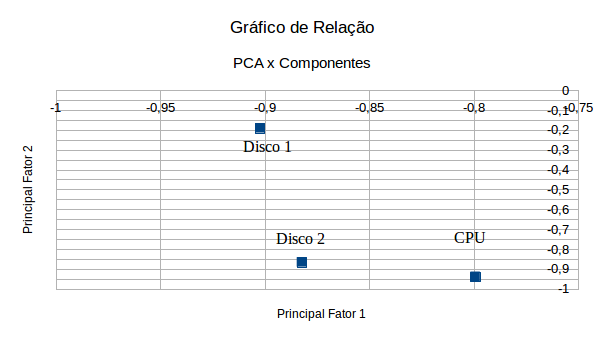 Gráfico de Relação
PCA x Componentes
0
-1 -0,95 -0,9 -0,85 -0,8 -0,75
-0,1
-0,2
Disco 1
-0,3
-0,4
-0,5
Principal Fator 2
-0,6
-0,7
Disco 2 CPU
-0,8
-0,9
-1
Principal Fator 1